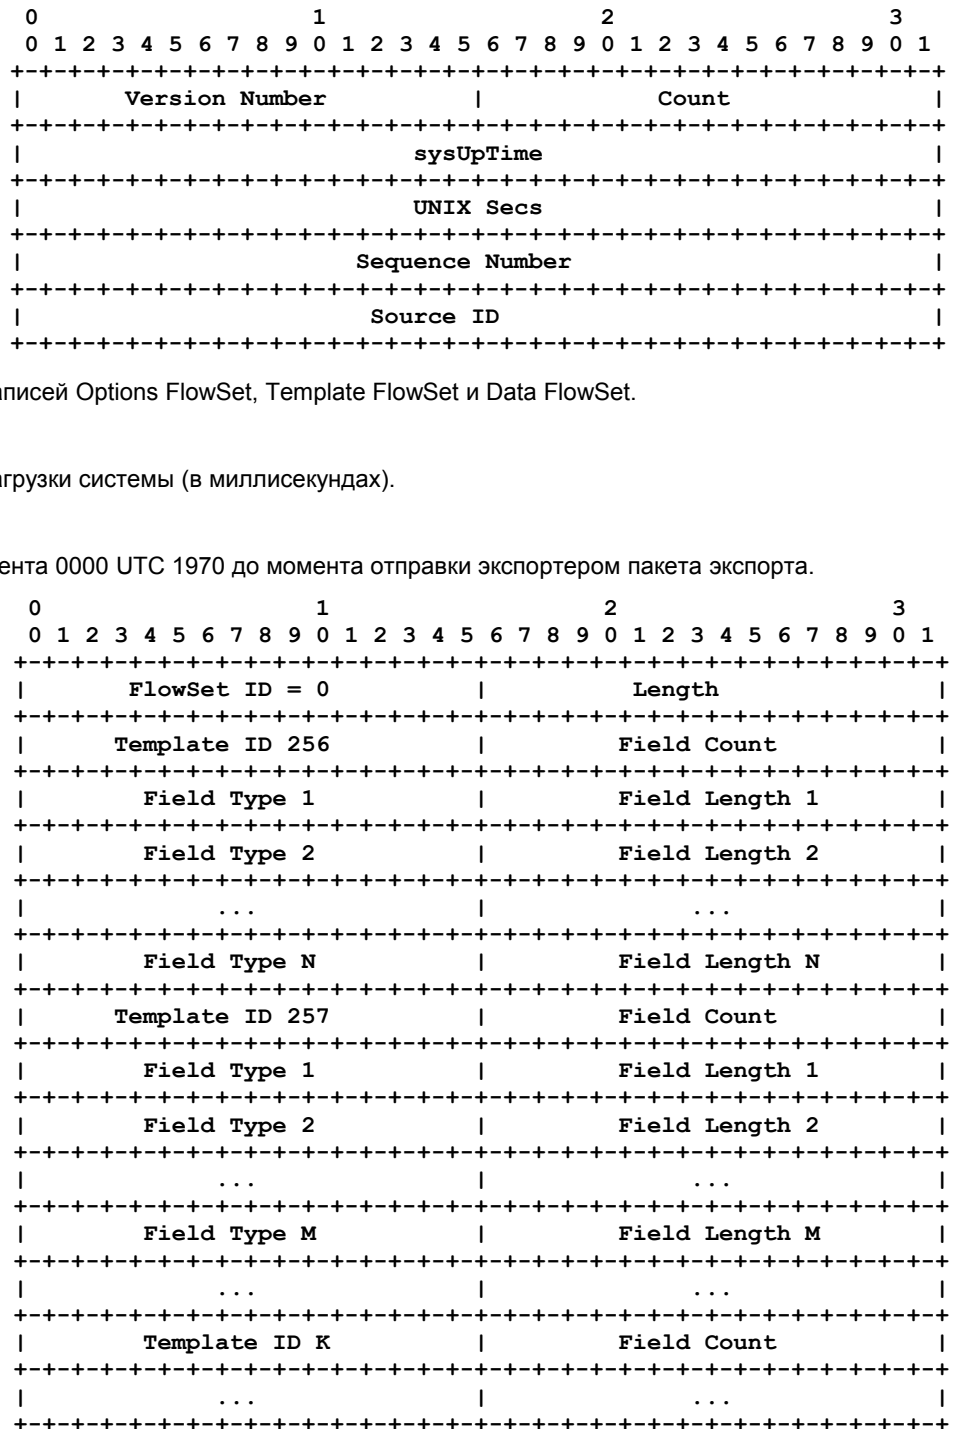 0                   1                   2                   3
0 1 2 3 4 5 6 7 8 9 0 1 2 3 4 5 6 7 8 9 0 1 2 3 4 5 6 7 8 9 0 1
+-+-+-+-+-+-+-+-+-+-+-+-+-+-+-+-+-+-+-+-+-+-+-+-+-+-+-+-+-+-+-+-+
|       Version Number          |            Count              |
+-+-+-+-+-+-+-+-+-+-+-+-+-+-+-+-+-+-+-+-+-+-+-+-+-+-+-+-+-+-+-+-+
|                           sysUpTime                           |
+-+-+-+-+-+-+-+-+-+-+-+-+-+-+-+-+-+-+-+-+-+-+-+-+-+-+-+-+-+-+-+-+
|                           UNIX Secs                           |
+-+-+-+-+-+-+-+-+-+-+-+-+-+-+-+-+-+-+-+-+-+-+-+-+-+-+-+-+-+-+-+-+
|                       Sequence Number                         |
+-+-+-+-+-+-+-+-+-+-+-+-+-+-+-+-+-+-+-+-+-+-+-+-+-+-+-+-+-+-+-+-+
|                        Source ID                              |
+-+-+-+-+-+-+-+-+-+-+-+-+-+-+-+-+-+-+-+-+-+-+-+-+-+-+-+-+-+-+-+-+
аписей Options FlowSet, Template FlowSet и Data FlowSet.
агрузки системы (в миллисекундах).
ента 0000 UTC 1970 до момента отправки экспортером пакета экспорта.
0                   1                   2                   3
0 1 2 3 4 5 6 7 8 9 0 1 2 3 4 5 6 7 8 9 0 1 2 3 4 5 6 7 8 9 0 1
+-+-+-+-+-+-+-+-+-+-+-+-+-+-+-+-+-+-+-+-+-+-+-+-+-+-+-+-+-+-+-+-+
|       FlowSet ID = 0          |          Length               |
+-+-+-+-+-+-+-+-+-+-+-+-+-+-+-+-+-+-+-+-+-+-+-+-+-+-+-+-+-+-+-+-+
|      Template ID 256          |         Field Count           |
+-+-+-+-+-+-+-+-+-+-+-+-+-+-+-+-+-+-+-+-+-+-+-+-+-+-+-+-+-+-+-+-+
|        Field Type 1           |         Field Length 1        |
+-+-+-+-+-+-+-+-+-+-+-+-+-+-+-+-+-+-+-+-+-+-+-+-+-+-+-+-+-+-+-+-+
|        Field Type 2           |         Field Length 2        |
+-+-+-+-+-+-+-+-+-+-+-+-+-+-+-+-+-+-+-+-+-+-+-+-+-+-+-+-+-+-+-+-+
|             ...               |              ...              |
+-+-+-+-+-+-+-+-+-+-+-+-+-+-+-+-+-+-+-+-+-+-+-+-+-+-+-+-+-+-+-+-+
|        Field Type N           |         Field Length N        |
+-+-+-+-+-+-+-+-+-+-+-+-+-+-+-+-+-+-+-+-+-+-+-+-+-+-+-+-+-+-+-+-+
|      Template ID 257          |         Field Count           |
+-+-+-+-+-+-+-+-+-+-+-+-+-+-+-+-+-+-+-+-+-+-+-+-+-+-+-+-+-+-+-+-+
|        Field Type 1           |         Field Length 1        |
+-+-+-+-+-+-+-+-+-+-+-+-+-+-+-+-+-+-+-+-+-+-+-+-+-+-+-+-+-+-+-+-+
|        Field Type 2           |         Field Length 2        |
+-+-+-+-+-+-+-+-+-+-+-+-+-+-+-+-+-+-+-+-+-+-+-+-+-+-+-+-+-+-+-+-+
|             ...               |              ...              |
+-+-+-+-+-+-+-+-+-+-+-+-+-+-+-+-+-+-+-+-+-+-+-+-+-+-+-+-+-+-+-+-+
|        Field Type M           |         Field Length M        |
+-+-+-+-+-+-+-+-+-+-+-+-+-+-+-+-+-+-+-+-+-+-+-+-+-+-+-+-+-+-+-+-+
|             ...               |              ...              |
+-+-+-+-+-+-+-+-+-+-+-+-+-+-+-+-+-+-+-+-+-+-+-+-+-+-+-+-+-+-+-+-+
|        Template ID K          |         Field Count           |
+-+-+-+-+-+-+-+-+-+-+-+-+-+-+-+-+-+-+-+-+-+-+-+-+-+-+-+-+-+-+-+-+
|             ...               |              ...              |
+-+-+-+-+-+-+-+-+-+-+-+-+-+-+-+-+-+-+-+-+-+-+-+-+-+-+-+-+-+-+-+-+